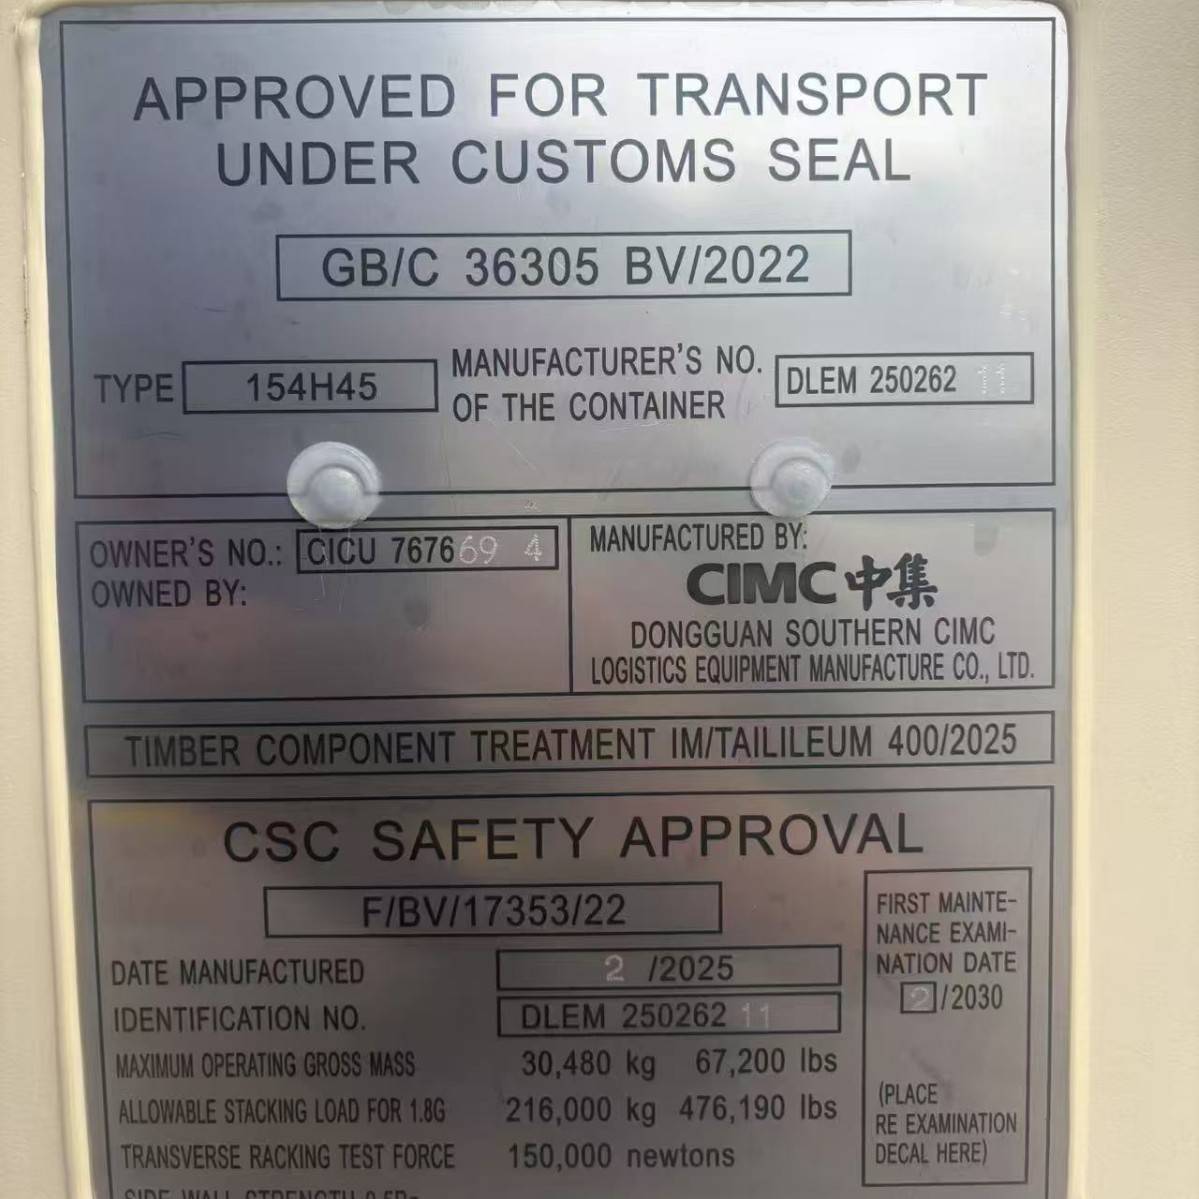 APPROVED FOR TRANSPORT
UNDER CUSTOMS SEAL
GB/C 36305 BV/2022
TYPE 154H45
MANUFACTURER'S NO.
OF THE CONTAINER
DLEM 250262 11
OWNER'S NO.: CICU 767669 4
OWNED BY:
MANUFACTURED BY:
CIMC中集
DONGGUAN SOUTHERN CIMC
LOGISTICS EQUIPMENT MANUFACTURE CO., LTD.
TIMBER COMPONENT TREATMENT IM/TAILILEUM 400/2025
CSC SAFETY APPROVAL
F/BV/17353/22
DATE MANUFACTURED 2 /2025
IDENTIFICATION NO. DLEM 250262 11
MAXIMUM OPERATING GROSS MASS 30,480 kg 67,200 lbs
ALLOWABLE STACKING LOAD FOR 1.8G 216,000 kg 476,190 lbs
TRANSVERSE RACKING TEST FORCE 150,000 newtons
FIRST MAINTE-
NANCE EXAMI-
NATION DATE
2/2030
(PLACE
RE EXAMINATION
DECAL HERE)